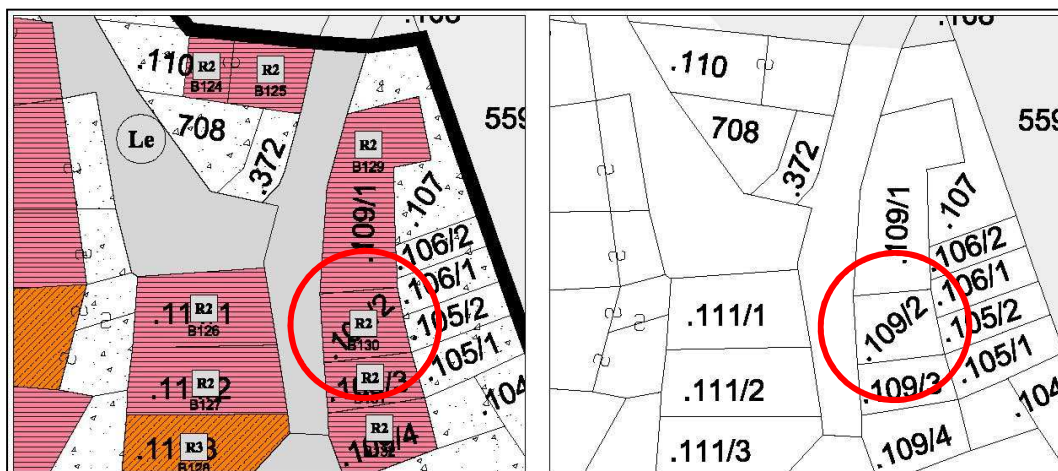 .108
.110
R2
B124
R2
B125
559
Le
708
.372
R2
B129
.109/1
.107
.106/2
.106/1
.105/2
.105/1
.104
R2
B126
R2
B130
R2
B127
R2
R2
R3
B128
.110
708
.372
559
.109/1
.107
.106/2
.106/1
.105/2
.105/1
.104
.111/1
.109/2
.111/2
.109/3
.111/3
.109/4